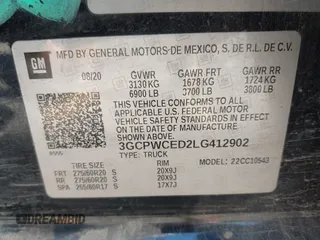 GM
MFD BY GENERAL MOTORS DE MEXICO, S. DE R.L. DE C.V.
08/20 GVWR GAWR FRT GAWR RR
3130 KG 1678 KG 1724 KG
6900 LB 3700 LB 3800 LB
THIS VEHICLE CONFORMS TO ALL APPLICABLE U.S. FEDERAL MOTOR VEHICLE SAFETY AND THEFT PREVENTION STANDARDS IN EFFECT ON THE DATE OF MANUFACTURE SHOWN ABOVE.
3GCPWCED2LG412902
TYPE: TRUCK MODEL: 22CC10543
TIRE SIZE RIM
FRT 275/60R20 S 20X9J
RR 275/60R20 S 20X9J
SPA 255/80R17 17X7J
DREAMBID